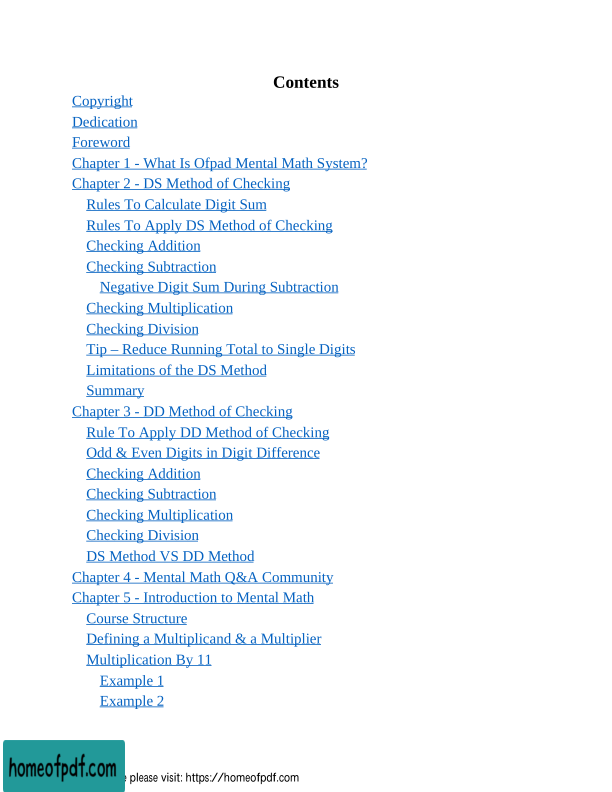 Contents
Copyright
Dedication
Foreword
Chapter 1 - What Is Ofpad Mental Math System?
Chapter 2 - DS Method of Checking
Rules To Calculate Digit Sum
Rules To Apply DS Method of Checking
Checking Addition
Checking Subtraction
Negative Digit Sum During Subtraction
Checking Multiplication
Checking Division
Tip – Reduce Running Total to Single Digits
Limitations of the DS Method
Summary
Chapter 3 - DD Method of Checking
Rule To Apply DD Method of Checking
Odd & Even Digits in Digit Difference
Checking Addition
Checking Subtraction
Checking Multiplication
Checking Division
DS Method VS DD Method
Chapter 4 - Mental Math Q&A Community
Chapter 5 - Introduction to Mental Math
Course Structure
Defining a Multiplicand & a Multiplier
Multiplication By 11
Example 1
Example 2
homeofpdf.com
please visit: https://homeofpdf.com